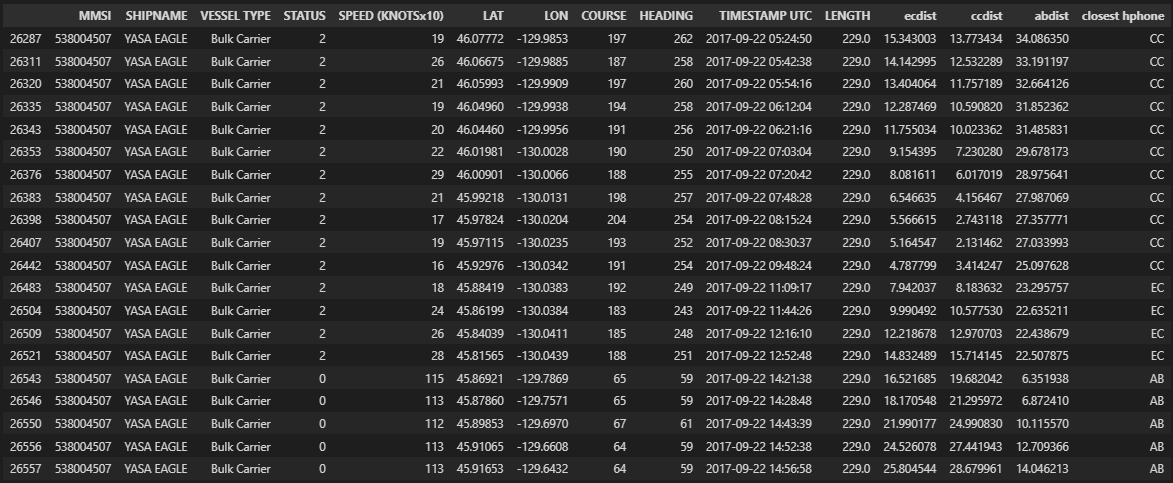 MMSI SHIPNAME VESSEL TYPE STATUS SPEED (KNOTSx10) LAT LON COURSE HEADING TIMESTAMP UTC LENGTH ecdist ccdist abdist closest hphone
26287 538004507 YASA EAGLE Bulk Carrier 2 19 46.07772 -129.9853 197 262 2017-09-22 05:24:50 229.0 15.343003 13.773434 34.086350 CC
26311 538004507 YASA EAGLE Bulk Carrier 2 26 46.06675 -129.9885 187 258 2017-09-22 05:42:38 229.0 14.142995 12.532289 33.191197 CC
26320 538004507 YASA EAGLE Bulk Carrier 2 21 46.05993 -129.9909 197 260 2017-09-22 05:54:16 229.0 13.404064 11.757189 32.664126 CC
26335 538004507 YASA EAGLE Bulk Carrier 2 19 46.04960 -129.9938 194 258 2017-09-22 06:12:04 229.0 12.287469 10.590820 31.852362 CC
26343 538004507 YASA EAGLE Bulk Carrier 2 20 46.04460 -129.9956 191 256 2017-09-22 06:21:16 229.0 11.755034 10.023362 31.485831 CC
26353 538004507 YASA EAGLE Bulk Carrier 2 22 46.01981 -130.0028 190 250 2017-09-22 07:03:04 229.0 9.154395 7.230280 29.678173 CC
26376 538004507 YASA EAGLE Bulk Carrier 2 29 46.00901 -130.0066 188 255 2017-09-22 07:20:42 229.0 8.081611 6.017019 28.975641 CC
26383 538004507 YASA EAGLE Bulk Carrier 2 21 45.99218 -130.0131 198 257 2017-09-22 07:48:28 229.0 6.546635 4.156467 27.987069 CC
26398 538004507 YASA EAGLE Bulk Carrier 2 17 45.97824 -130.0204 204 254 2017-09-22 08:15:24 229.0 5.566615 2.743118 27.357771 CC
26407 538004507 YASA EAGLE Bulk Carrier 2 19 45.97115 -130.0235 193 252 2017-09-22 08:30:37 229.0 5.164547 2.131462 27.033993 CC
26442 538004507 YASA EAGLE Bulk Carrier 2 16 45.92976 -130.0342 191 254 2017-09-22 09:48:24 229.0 4.787799 3.414247 25.097628 CC
26483 538004507 YASA EAGLE Bulk Carrier 2 18 45.88419 -130.0383 192 249 2017-09-22 11:09:17 229.0 7.942037 8.183632 23.295757 EC
26504 538004507 YASA EAGLE Bulk Carrier 2 24 45.86199 -130.0384 183 243 2017-09-22 11:44:26 229.0 9.990492 10.577530 22.635211 EC
26509 538004507 YASA EAGLE Bulk Carrier 2 26 45.84039 -130.0411 185 248 2017-09-22 12:16:10 229.0 12.218678 12.970703 22.438679 EC
26521 538004507 YASA EAGLE Bulk Carrier 2 28 45.81565 -130.0439 188 251 2017-09-22 12:52:48 229.0 14.832489 15.714145 22.507875 EC
26543 538004507 YASA EAGLE Bulk Carrier 0 115 45.86921 -129.7869 65 59 2017-09-22 14:21:38 229.0 16.521685 19.682042 6.351938 AB
26546 538004507 YASA EAGLE Bulk Carrier 0 113 45.87860 -129.7571 65 59 2017-09-22 14:28:48 229.0 18.170548 21.295972 6.872410 AB
26550 538004507 YASA EAGLE Bulk Carrier 0 112 45.89853 -129.6970 67 61 2017-09-22 14:43:39 229.0 21.990177 24.990830 10.115570 AB
26556 538004507 YASA EAGLE Bulk Carrier 0 113 45.91065 -129.6608 64 59 2017-09-22 14:52:38 229.0 24.526078 27.441943 12.709366 AB
26557 538004507 YASA EAGLE Bulk Carrier 0 113 45.91653 -129.6432 64 59 2017-09-22 14:56:58 229.0 25.804544 28.679961 14.046213 AB